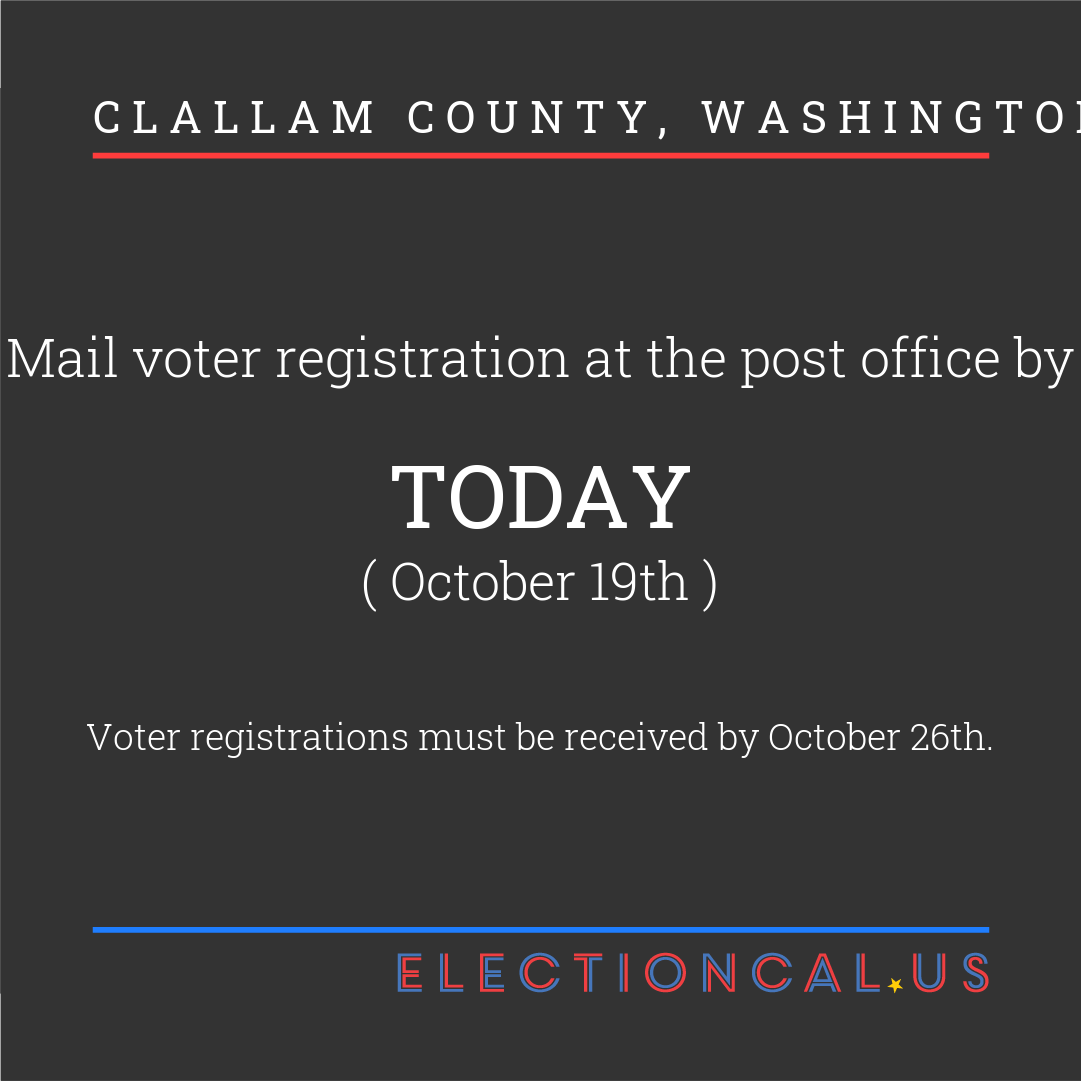 CLALLAM COUNTY, WASHINGTO
Mail voter registration at the post office by
TODAY
( October 19th )
Voter registrations must be received by October 26th.
ELECTIONCAL.US